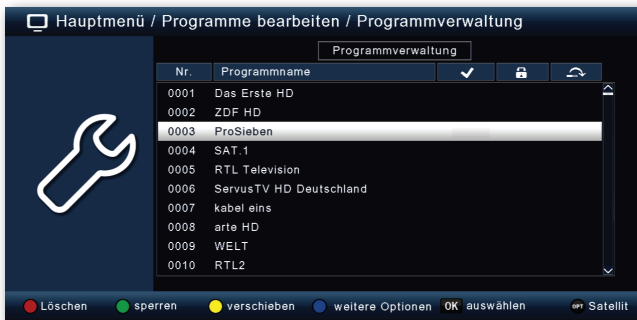 Hauptmenü / Programme bearbeiten / Programmverwaltung
Programmverwaltung
Nr. Programmname
0001 Das Erste HD
0002 ZDF HD
0003 ProSieben
0004 SAT.1
0005 RTL Television
0006 ServusTV HD Deutschland
0007 kabel eins
0008 arte HD
0009 WELT
0010 RTL2
Löschen sperren verschieben weitere Optionen OK auswählen OPT Satellit